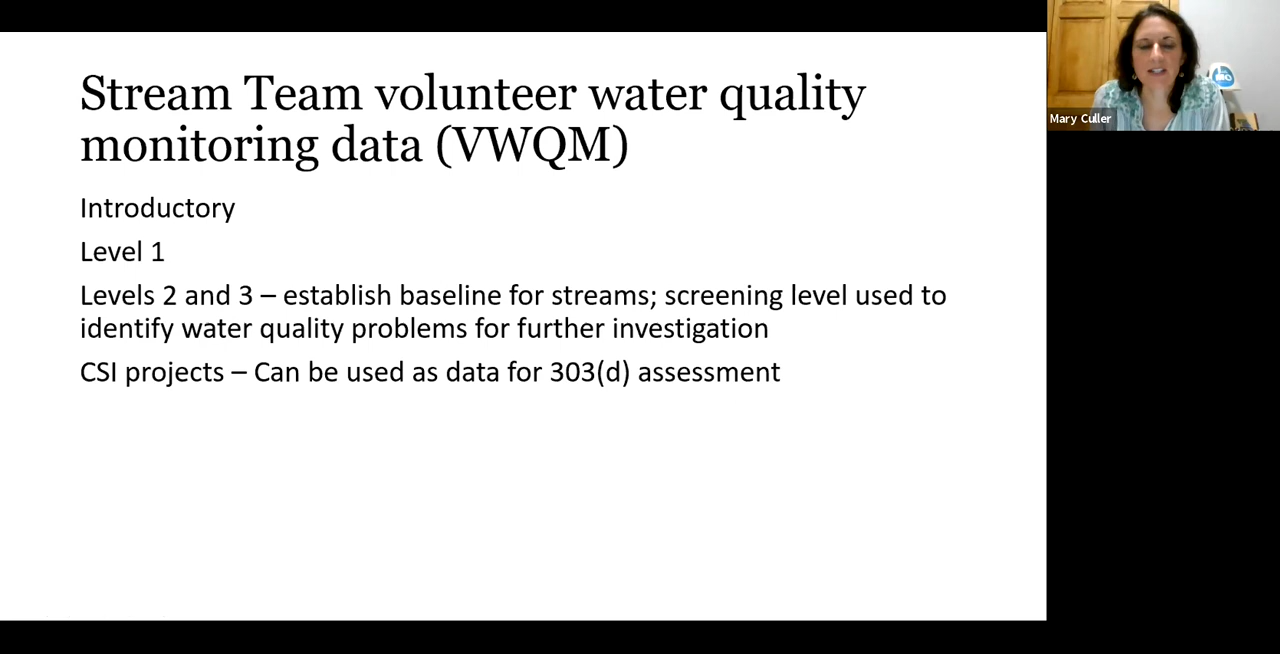 Stream Team volunteer water quality
monitoring data (VWQM)
Introductory
Level 1
Levels 2 and 3 – establish baseline for streams; screening level used to
identify water quality problems for further investigation
CSI projects – Can be used as data for 303(d) assessment
Mary Culler
MO